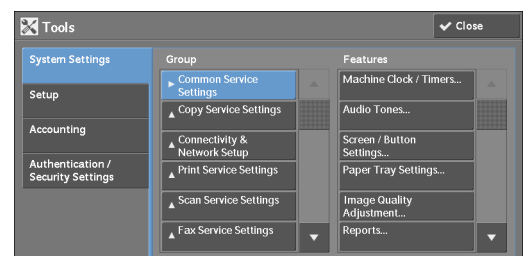 Tools
Close
System Settings
Setup
Accounting
Authentication /
Security Settings
Group
Common Service
Settings
Copy Service Settings
Connectivity &
Network Setup
Print Service Settings
Scan Service Settings
Fax Service Settings
Features
Machine Clock / Timers...
Audio Tones...
Screen / Button
Settings...
Paper Tray Settings...
Image Quality
Adjustment...
Reports...